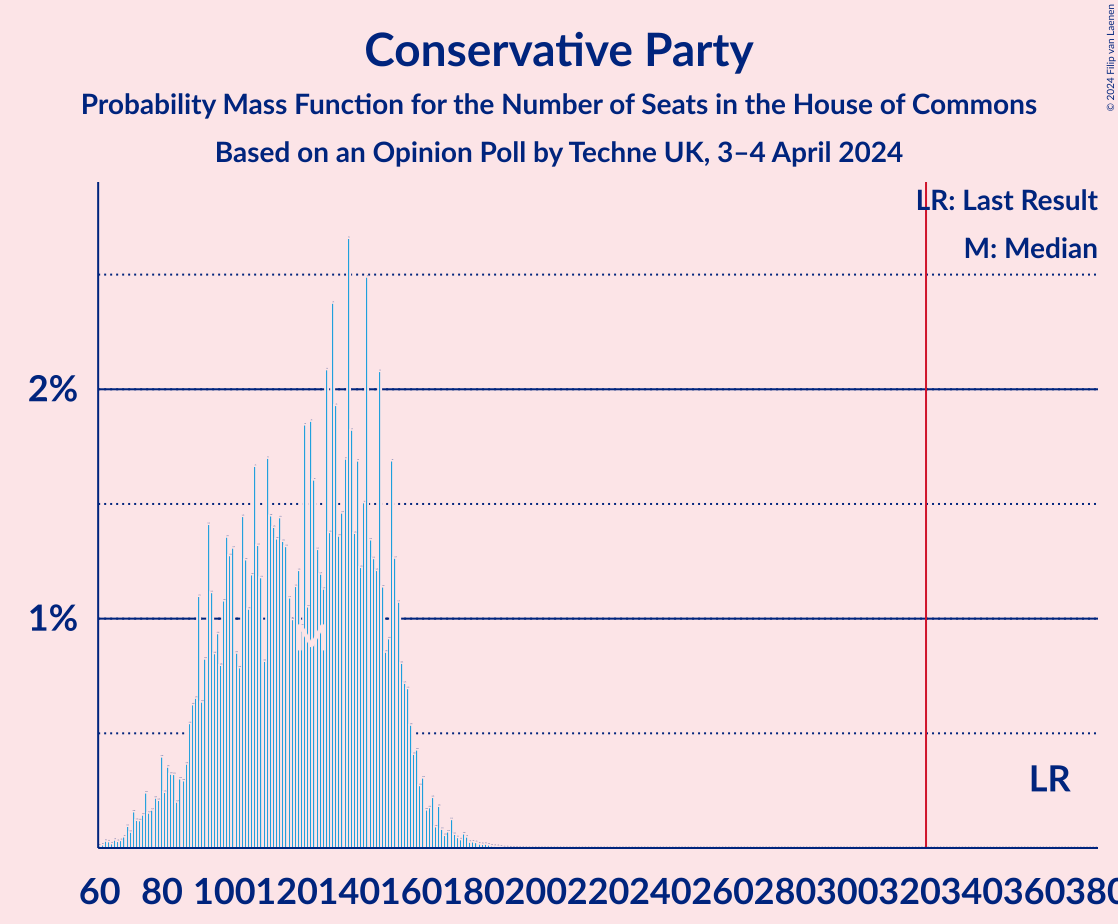 Conservative Party
Probability Mass Function for the Number of Seats in the House of Commons
Based on an Opinion Poll by Techne UK, 3–4 April 2024
© 2024 Filip van Laenen
LR: Last Result
M: Median
2%
1%
M
LR
60 80 100 120 140 160 180 200 220 240 260 280 300 320 340 360 380